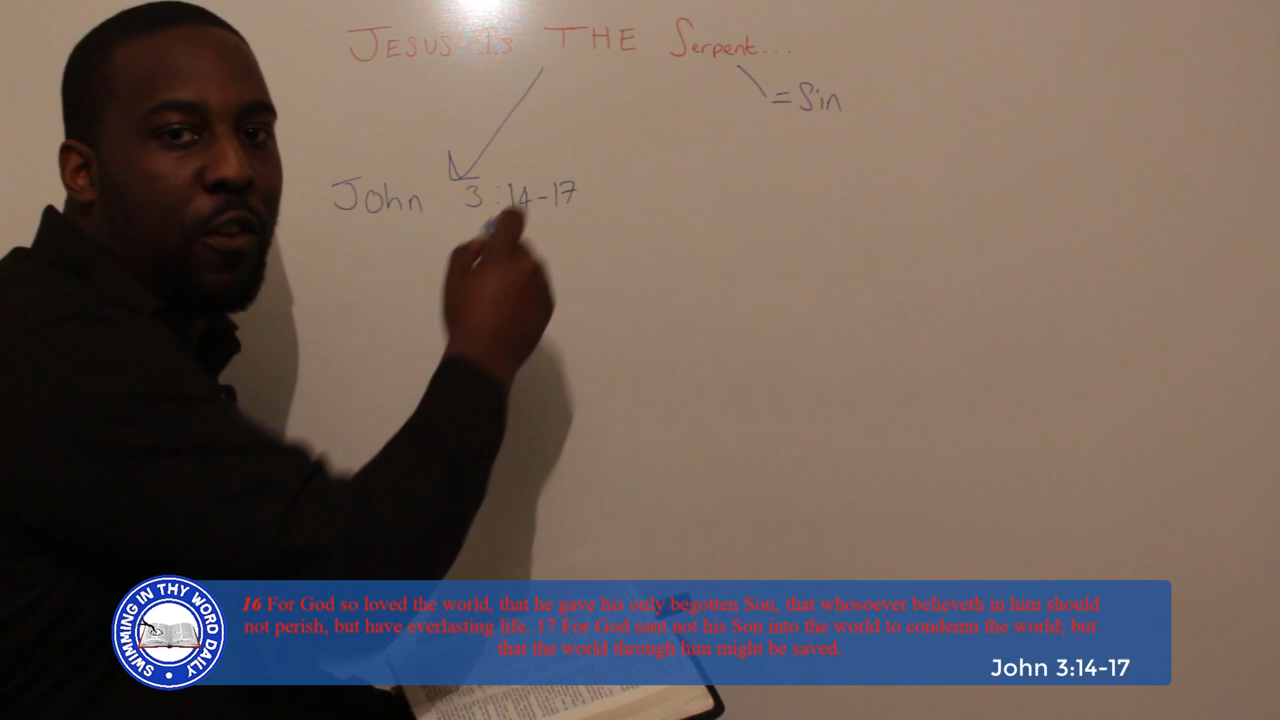 JESUS Is THE Serpent...
= Sin
John 3:14-17
16 For God so loved the world, that he gave his only begotten Son, that whosoever believeth in him should
not perish, but have everlasting life. 17 For God sent not his Son into the world to condemn the world; but
that the world through him might be saved.
John 3:14-17
SWIMMING IN THY WORD DAILY